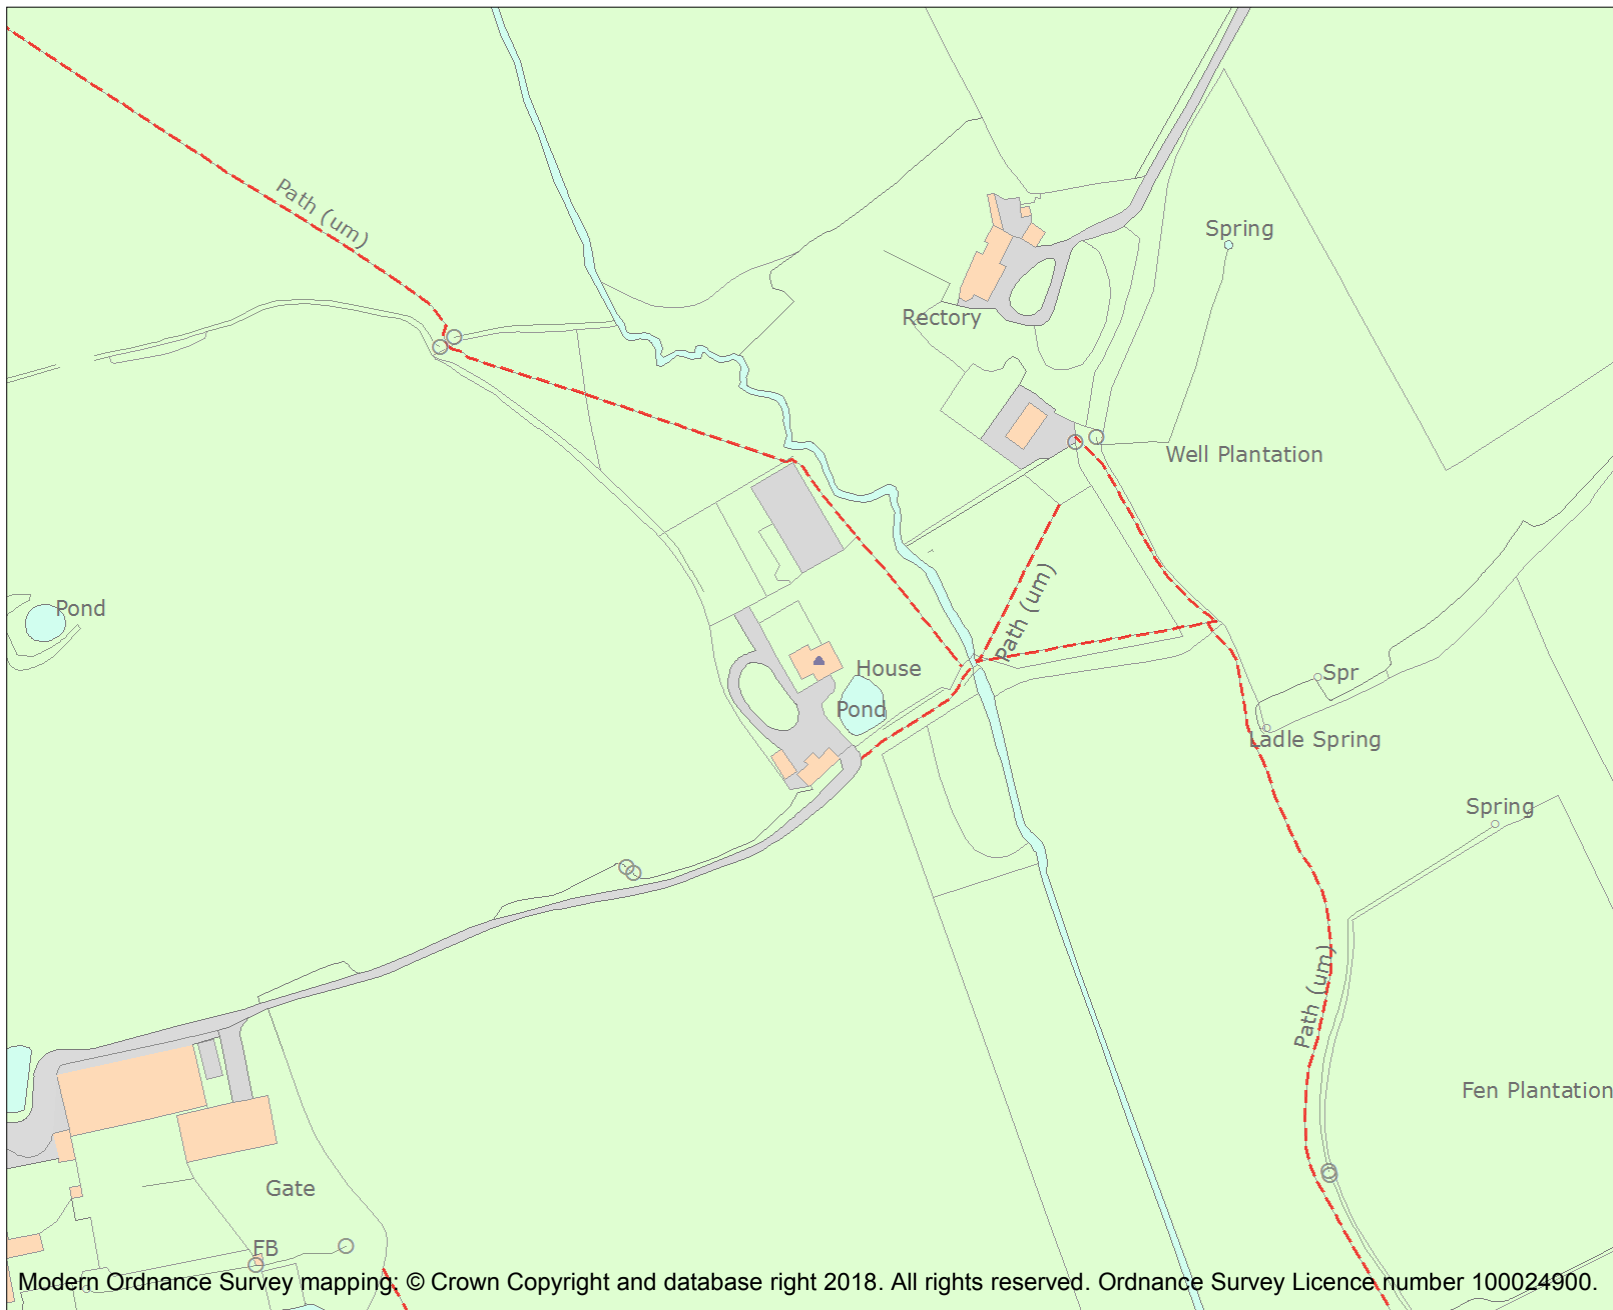 Path (um)
Spring
Rectory
Well Plantation
Path (um)
Pond
House
Pond
Spr
Ladle Spring
Spring
Path (um)
Fen Plantation
Gate
FB
Modern Ordnance Survey mapping: © Crown Copyright and database right 2018. All rights reserved. Ordnance Survey Licence number 100024900.